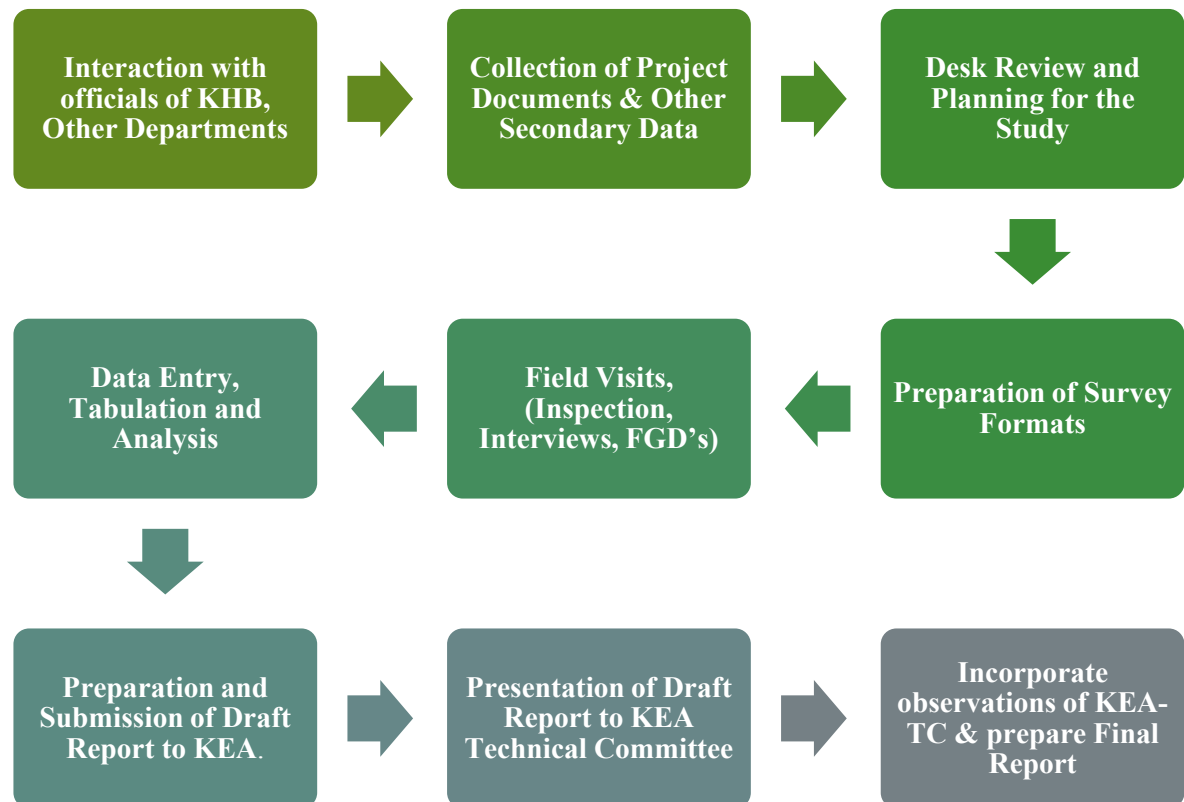 Interaction with
officials of KHB,
Other Departments
Collection of Project
Documents & Other
Secondary Data
Desk Review and
Planning for the
Study
Preparation of Survey
Formats
Field Visits,
(Inspection,
Interviews, FGD’s)
Data Entry,
Tabulation and
Analysis
Preparation and
Submission of Draft
Report to KEA.
Presentation of Draft
Report to KEA
Technical Committee
Incorporate
observations of KEA-
TC & prepare Final
Report